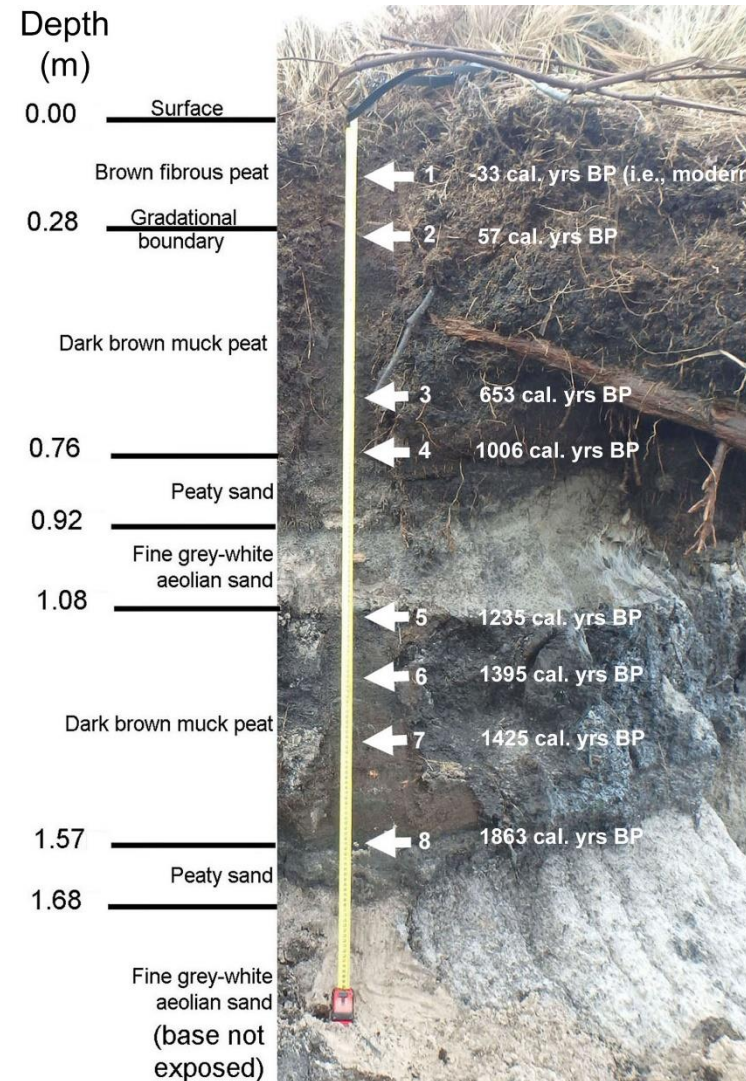 Depth
(m)
0.00 Surface
Brown fibrous peat 1 -33 cal. yrs BP (i.e., modern
0.28 Gradational
boundary 2 57 cal. yrs BP
Dark brown muck peat
3 653 cal. yrs BP
0.76 4 1006 cal. yrs BP
Peaty sand
0.92
Fine grey-white
aeolian sand
1.08 5 1235 cal. yrs BP
6 1395 cal. yrs BP
Dark brown muck peat 7 1425 cal. yrs BP
1.57 8 1863 cal. yrs BP
Peaty sand
1.68
Fine grey-white
aeolian sand
(base not
exposed)